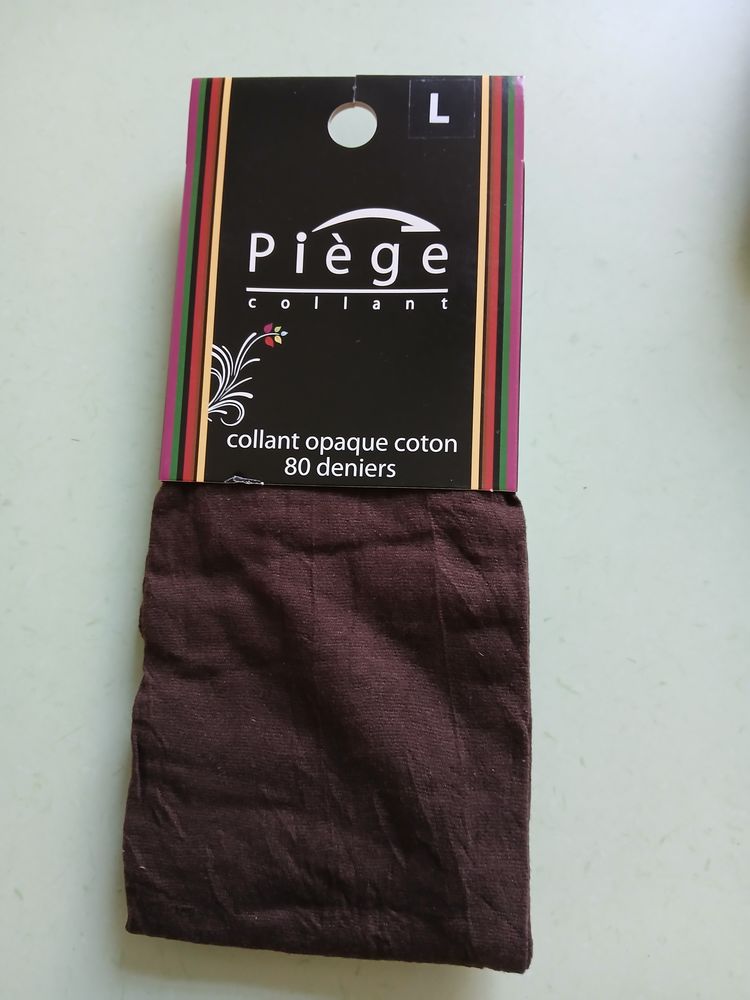 L
Piège
collant
collant opaque coton
80 deniers